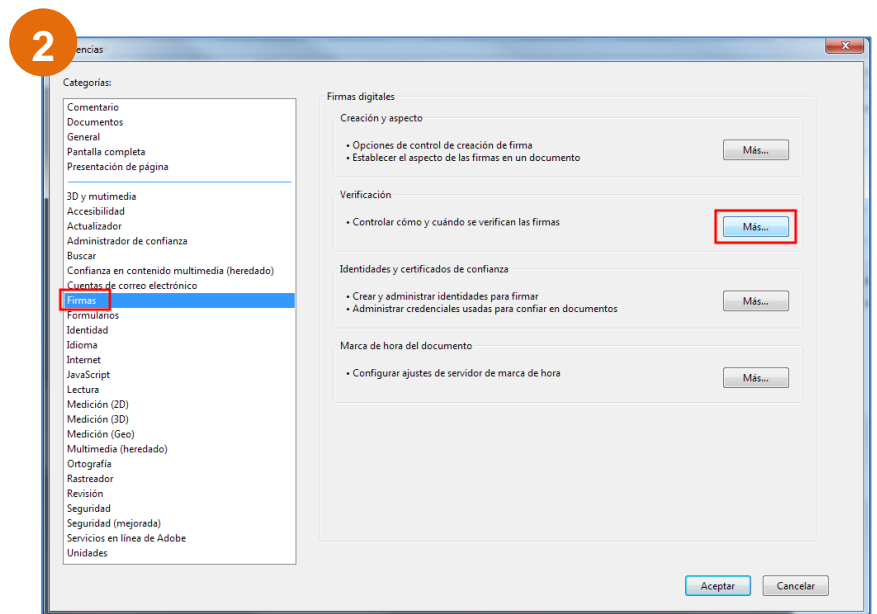 2
encias
Categorías:
Comentario
Documentos
General
Pantalla completa
Presentación de página
3D y mutimedia
Accesibilidad
Actualizador
Administrador de confianza
Buscar
Confianza en contenido multimedia (heredado)
Cuentas de correo electrónico
Firmas
Formularios
Identidad
Idioma
Internet
JavaScript
Lectura
Medición (2D)
Medición (3D)
Medición (Geo)
Multimedia (heredado)
Ortografía
Rastreador
Revisión
Seguridad
Seguridad (mejorada)
Servicios en línea de Adobe
Unidades
Firmas digitales
Creación y aspecto
• Opciones de control de creación de firma
• Establecer el aspecto de las firmas en un documento
Más...
Verificación
• Controlar cómo y cuándo se verifican las firmas
Más...
Identidades y certificados de confianza
• Crear y administrar identidades para firmar
• Administrar credenciales usadas para confiar en documentos
Más...
Marca de hora del documento
• Configurar ajustes de servidor de marca de hora
Más...
Aceptar
Cancelar